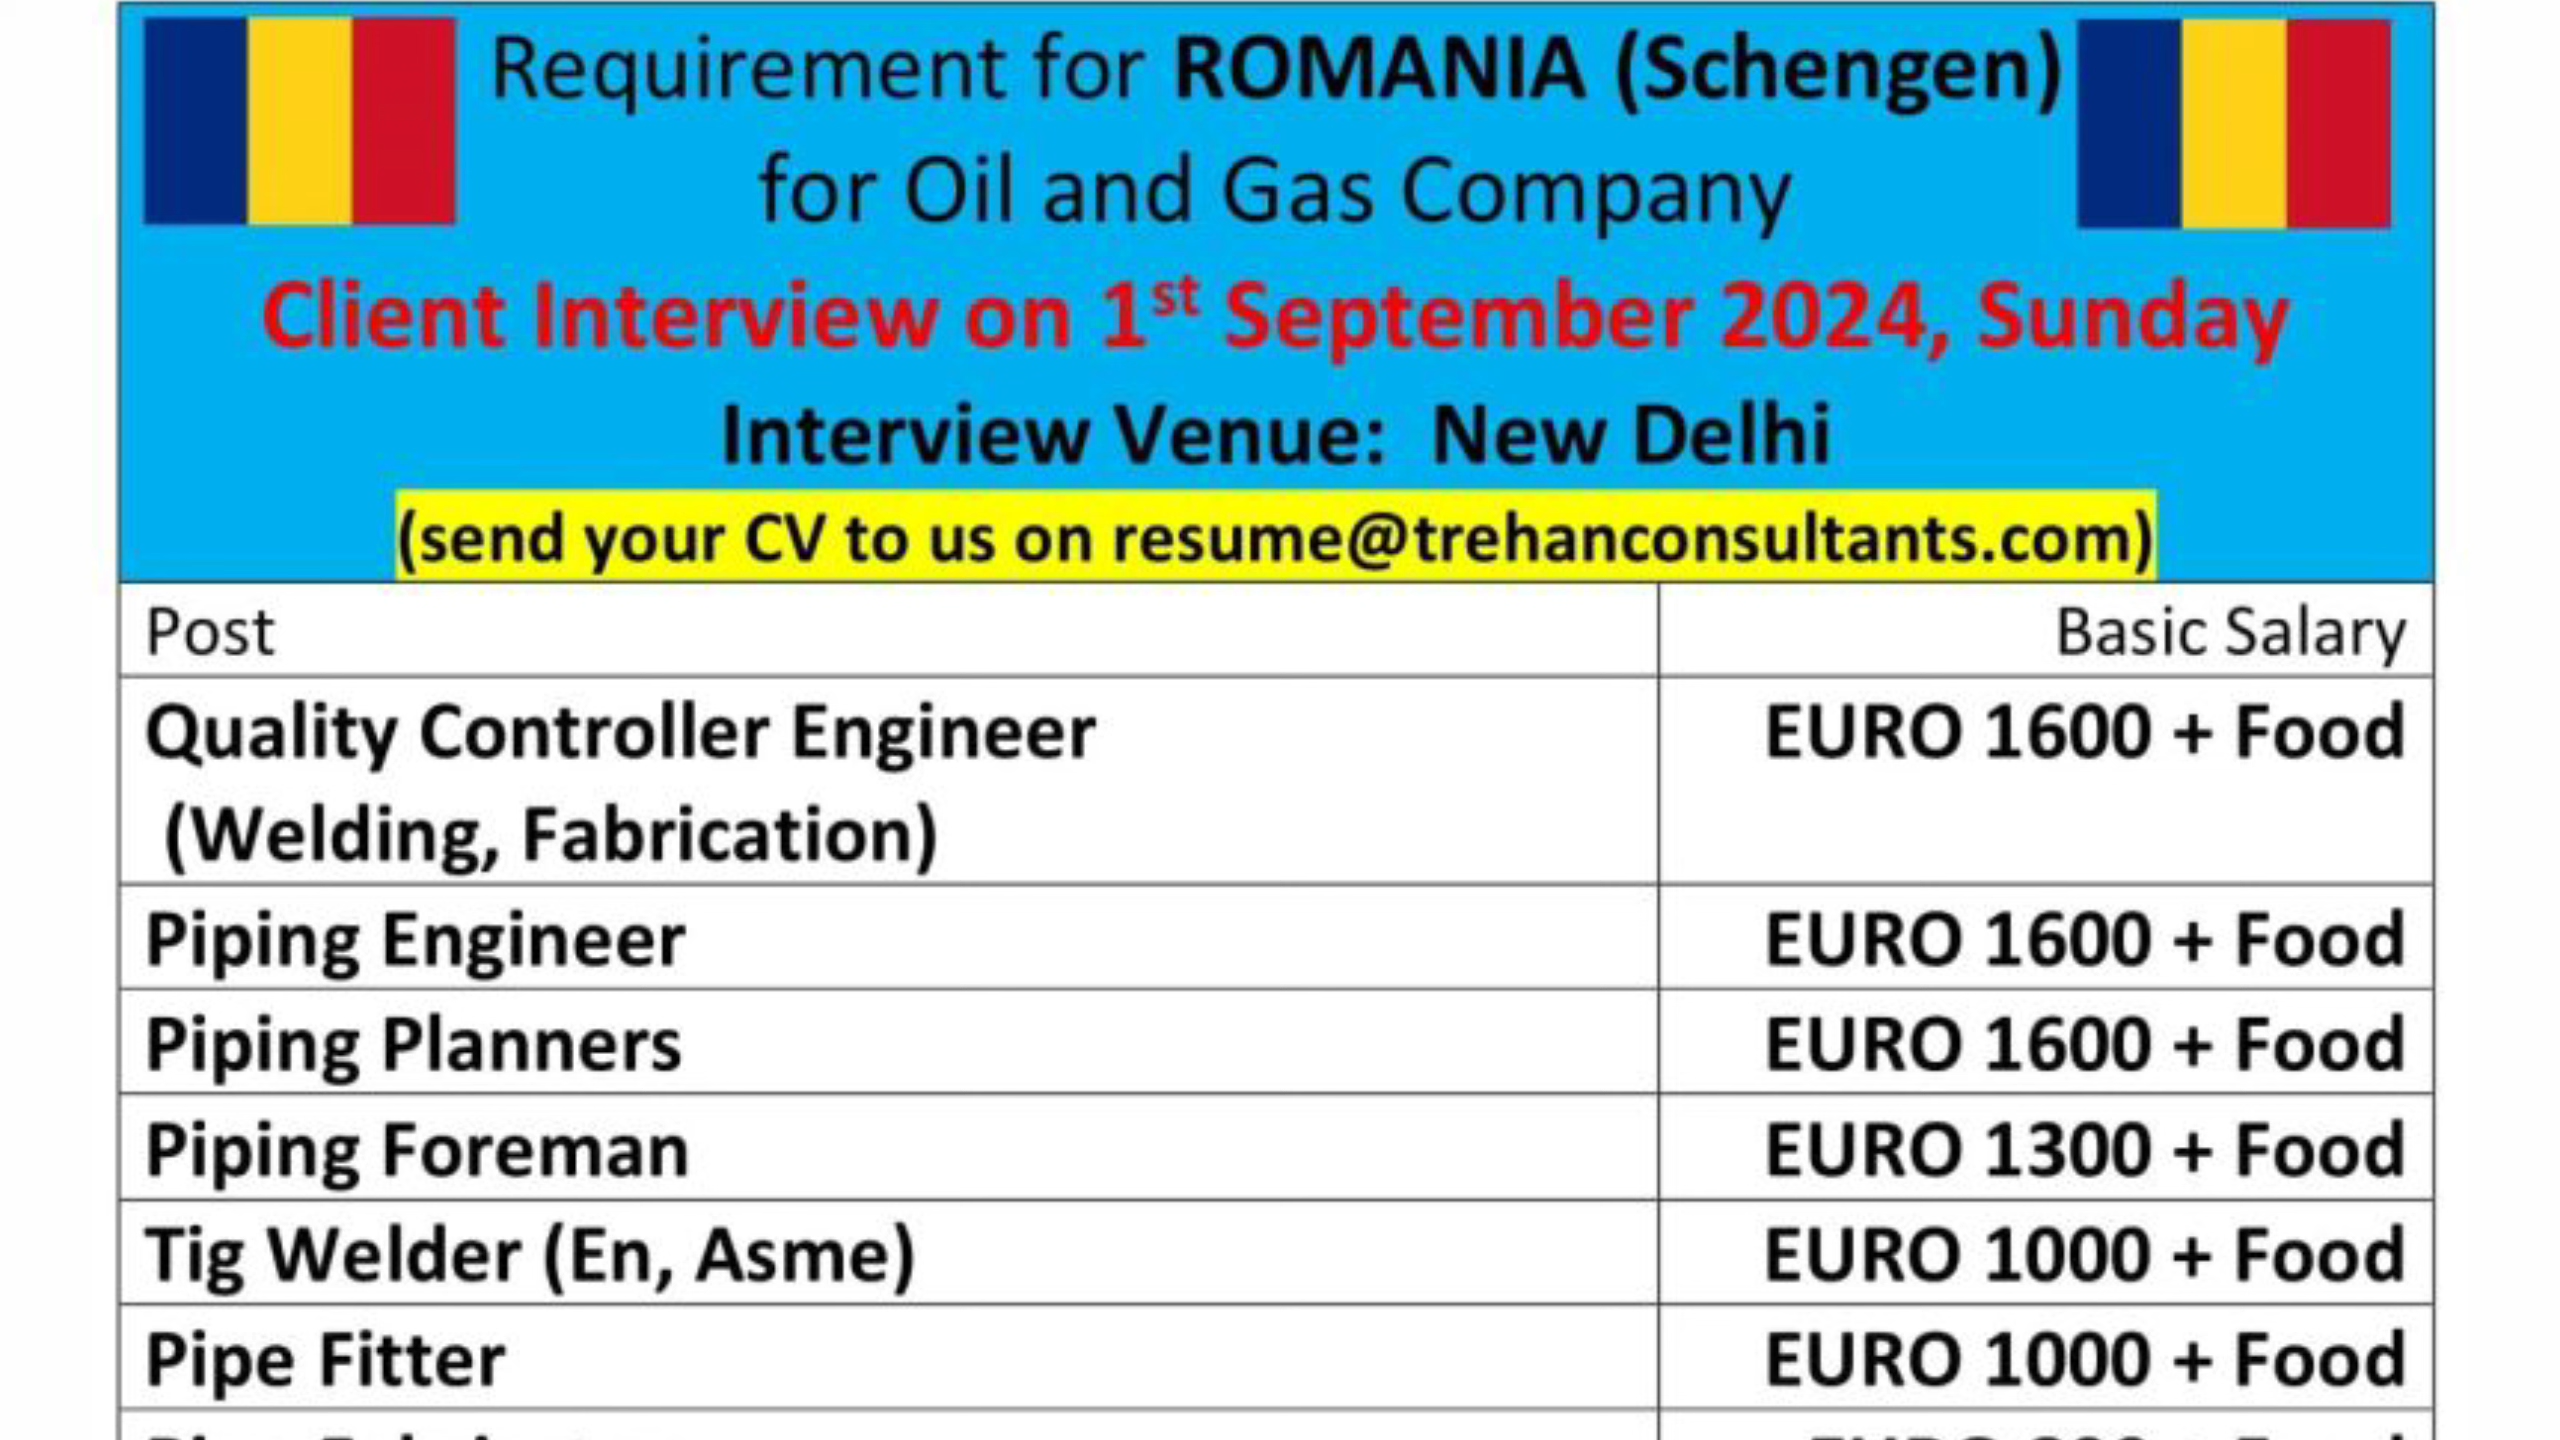 Requirement for ROMANIA (Schengen)
for Oil and Gas Company
Client Interview on 1st September 2024, Sunday
Interview Venue: New Delhi
(send your CV to us on resume@trehanconsultants.com)
Post Basic Salary
Quality Controller Engineer EURO 1600 + Food
(Welding, Fabrication)
Piping Engineer EURO 1600 + Food
Piping Planners EURO 1600 + Food
Piping Foreman EURO 1300 + Food
Tig Welder (En, Asme) EURO 1000 + Food
Pipe Fitter EURO 1000 + Food